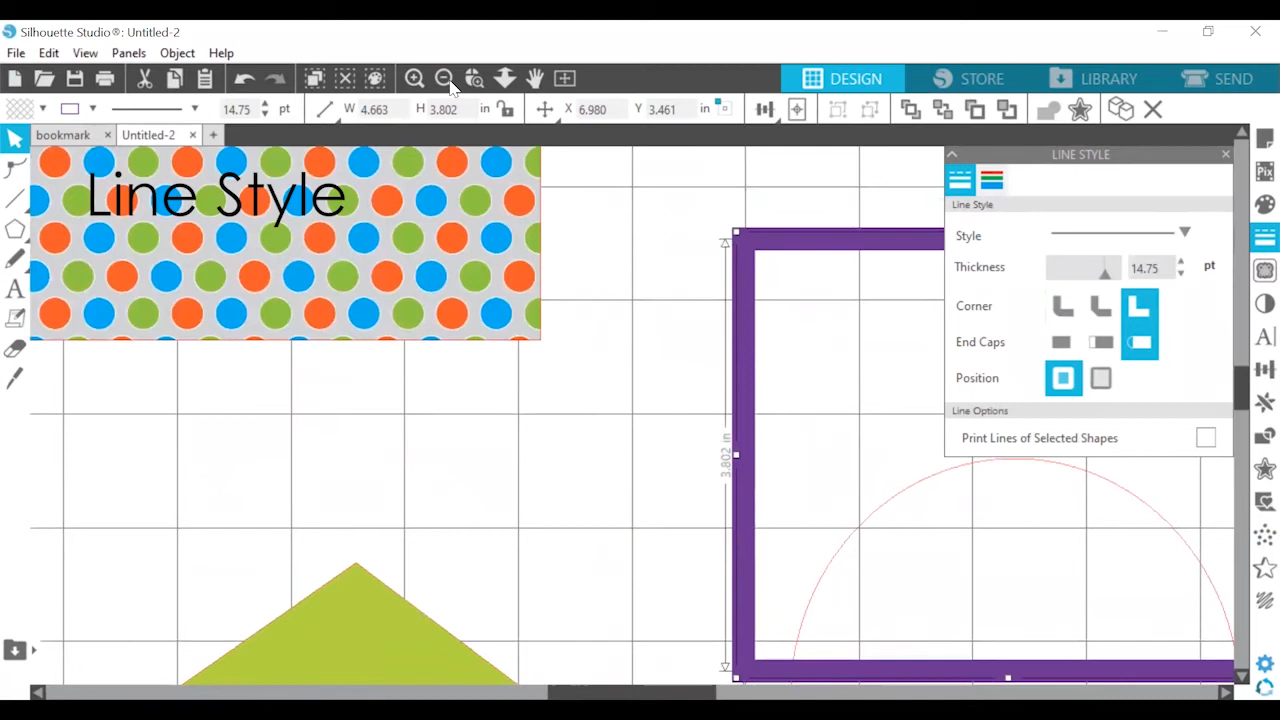 Silhouette Studio®: Untitled-2
File Edit View Panels Object Help
DESIGN STORE LIBRARY SEND
14.75 pt W 4.663 H 3.802 in X 6.980 Y 3.461 in
bookmark × Untitled-2 × +
LINE STYLE
Line Style
Line Style
Style
Thickness 14.75 pt
Corner
End Caps
Position
Line Options
Print Lines of Selected Shapes
3.802 in
Pix
A
A